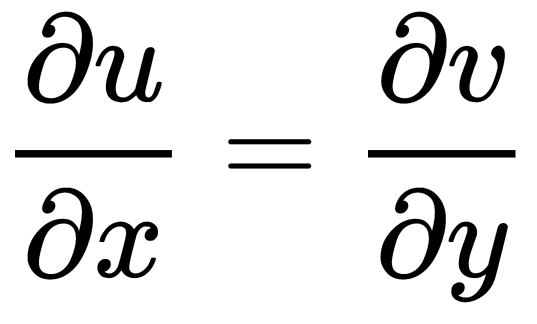 ∂u/∂x = ∂v/∂y